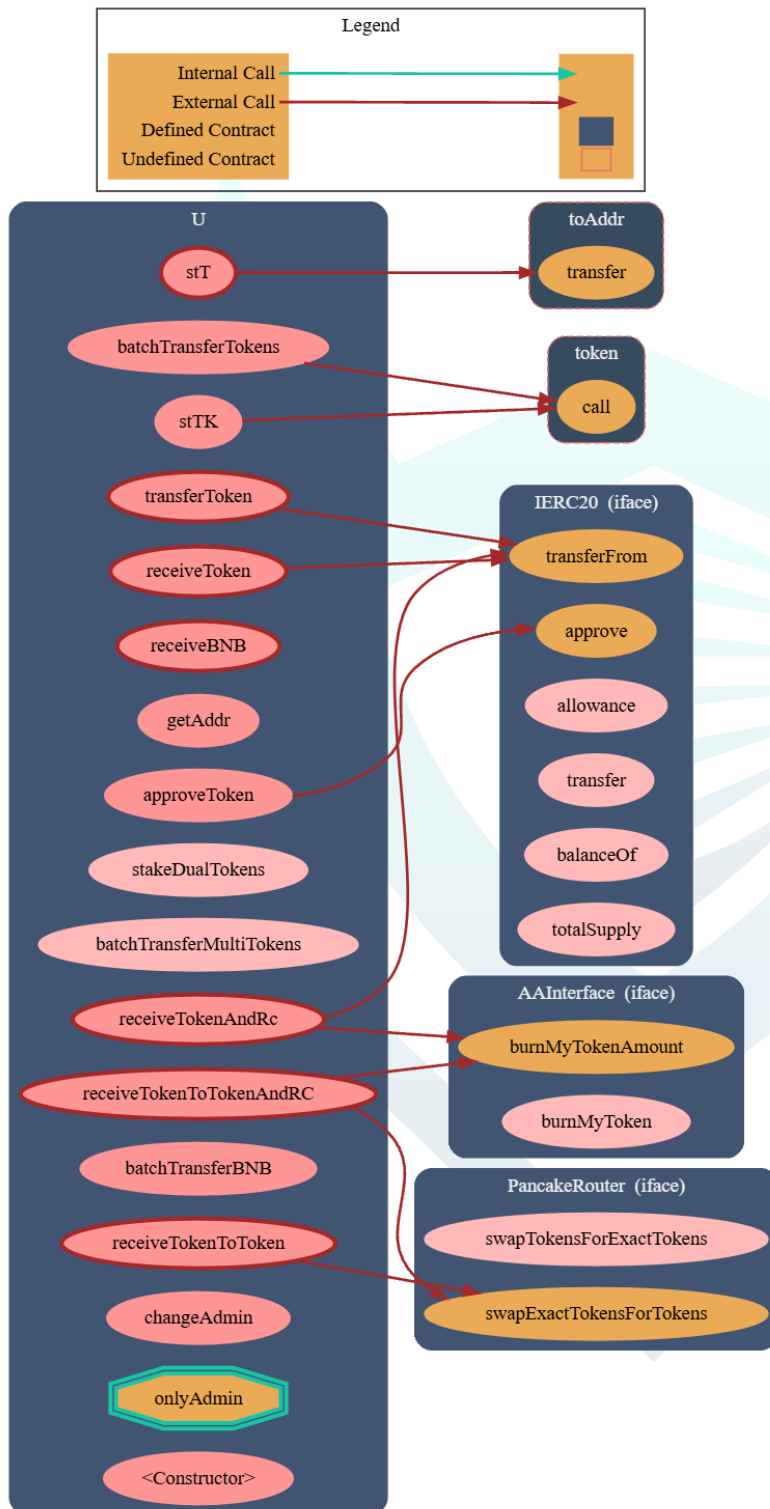 Legend
Internal Call
External Call
Defined Contract
Undefined Contract
U
stT
batchTransferTokens
stTK
transferToken
receiveToken
receiveBNB
getAddr
approveToken
stakeDualTokens
batchTransferMultiTokens
receiveTokenAndRc
receiveTokenToTokenAndRC
batchTransferBNB
receiveTokenToToken
changeAdmin
onlyAdmin
<Constructor>
toAddr
transfer
token
call
IERC20 (iface)
transferFrom
approve
allowance
transfer
balanceOf
totalSupply
AAInterface (iface)
burnMyTokenAmount
burnMyToken
PancakeRouter (iface)
swapTokensForExactTokens
swapExactTokensForTokens